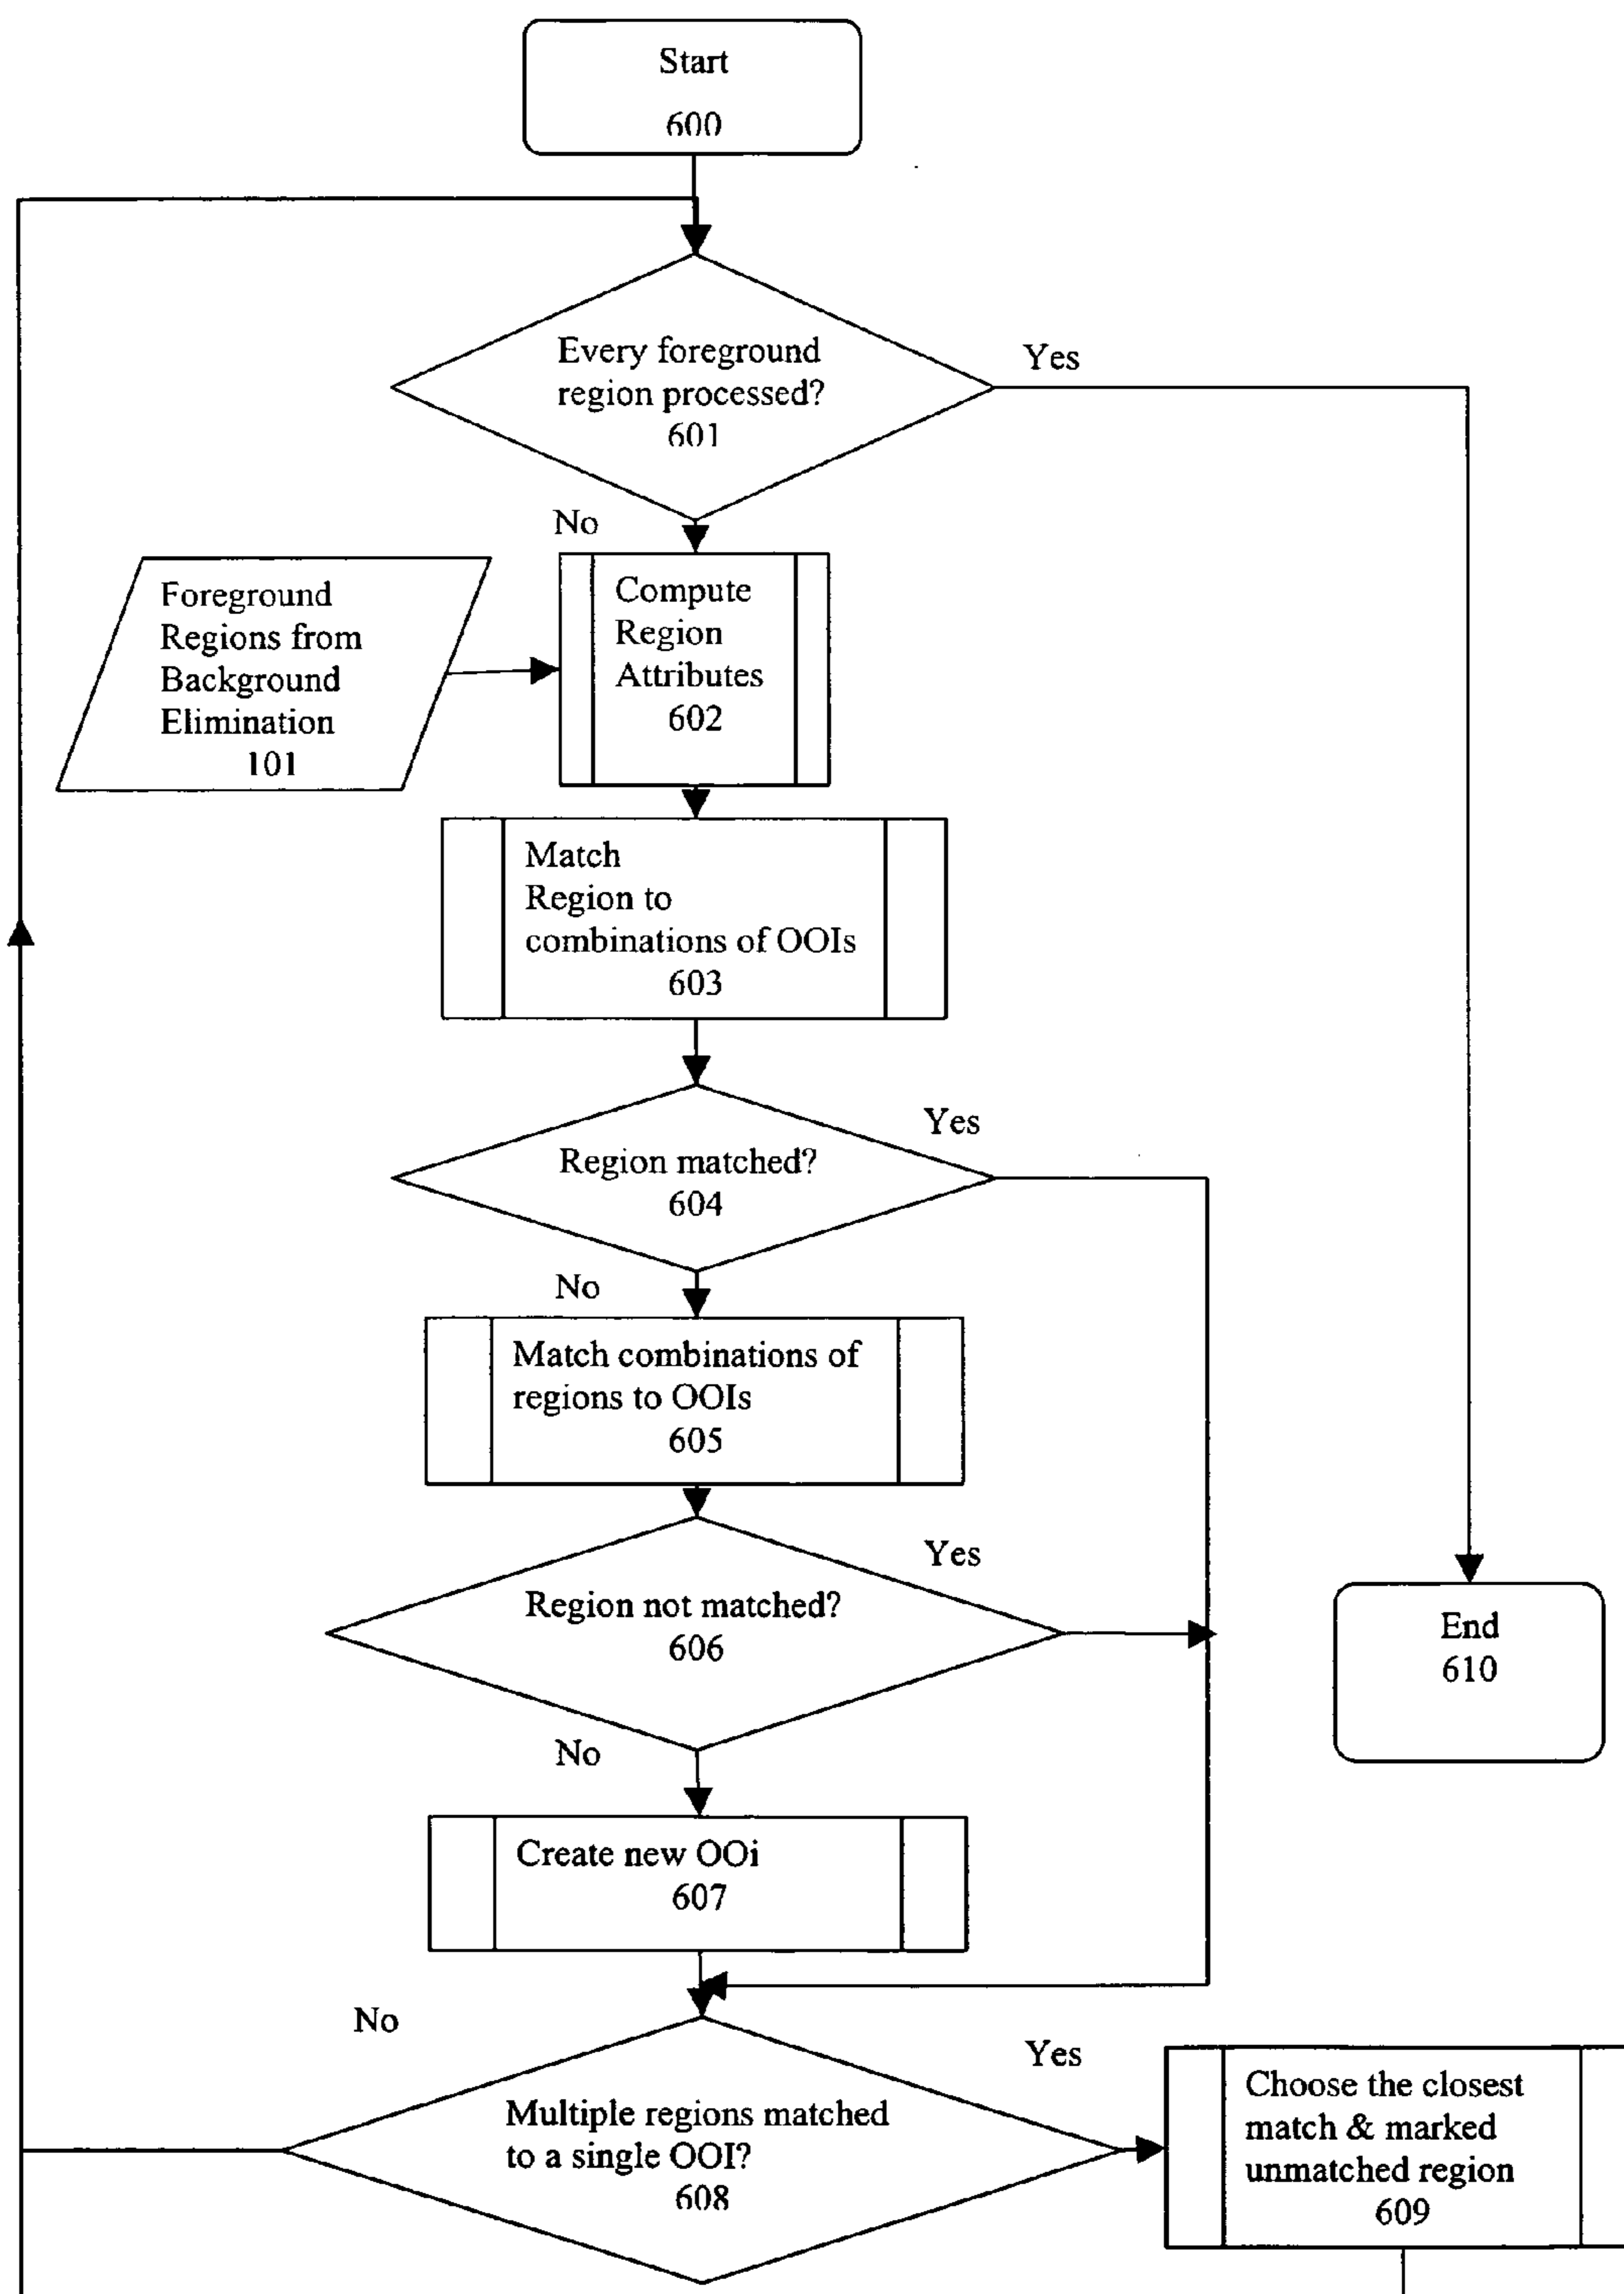 Start
600
Every foreground
region processed?
601
Yes
No
Foreground
Regions from
Background
Elimination
101
Compute
Region
Attributes
602
Match
Region to
combinations of OOIs
603
Region matched?
604
Yes
No
Match combinations of
regions to OOIs
605
Region not matched?
606
Yes
No
End
610
Create new OOi
607
No
Multiple regions matched
to a single OOI?
608
Yes
Choose the closest
match & marked
unmatched region
609